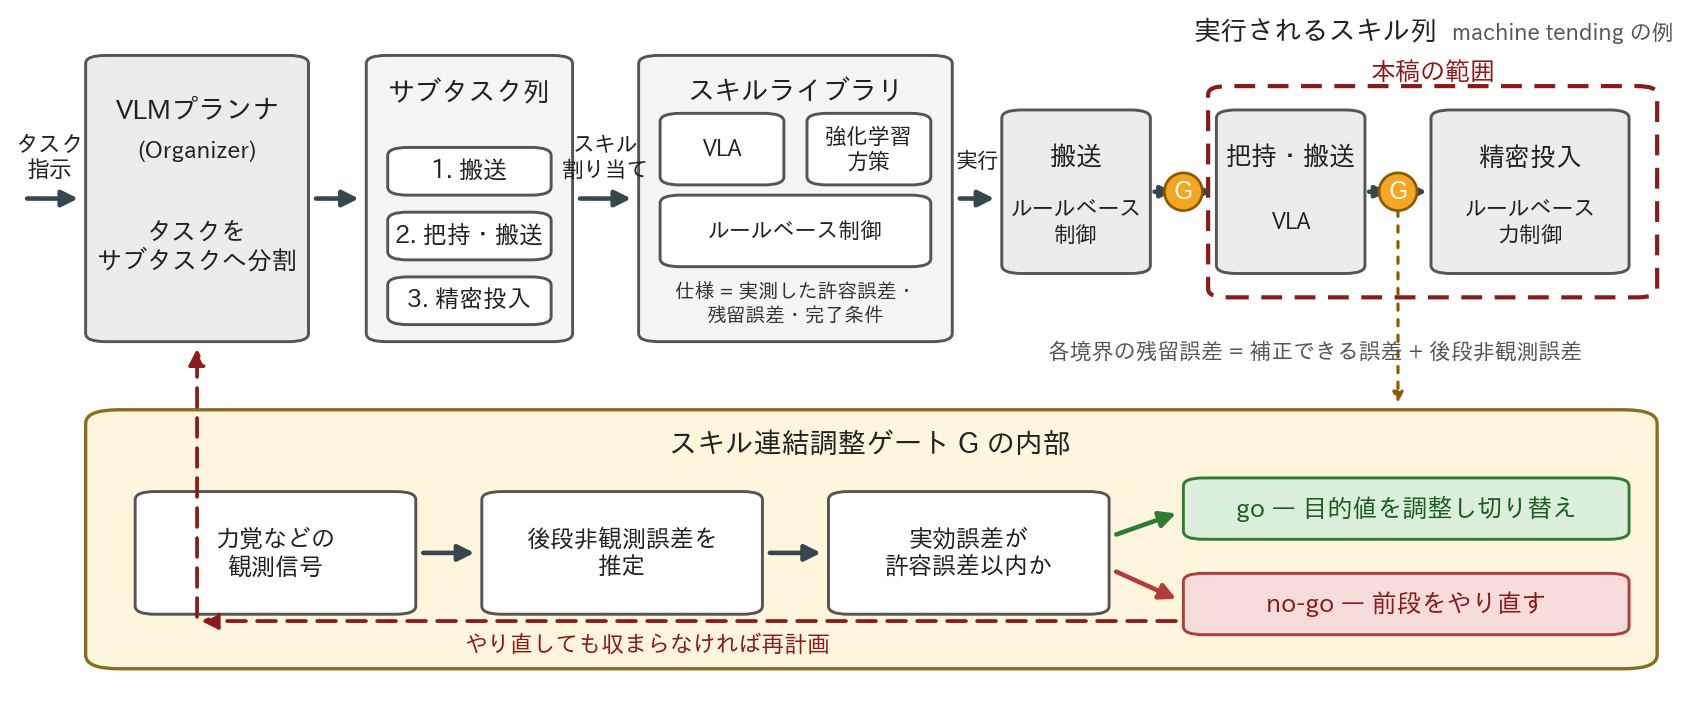 実行されるスキル列 machine tending の例
本稿の範囲
タスク
指示
VLMプランナ
(Organizer)
タスクを
サブタスクへ分割
サブタスク列
1. 搬送
2. 把持・搬送
3. 精密投入
スキル
割り当て
スキルライブラリ
VLA
強化学習
方策
ルールベース制御
仕様 = 実測した許容誤差・
残留誤差・完了条件
実行
搬送
ルールベース
制御
G
把持・搬送
VLA
G
精密投入
ルールベース
力制御
各境界の残留誤差 = 補正できる誤差 + 後段非観測誤差
スキル連結調整ゲート G の内部
力覚などの
観測信号
後段非観測誤差を
推定
実効誤差が
許容誤差以内か
go — 目的値を調整し切り替え
no-go — 前段をやり直す
やり直しても収まらなければ再計画